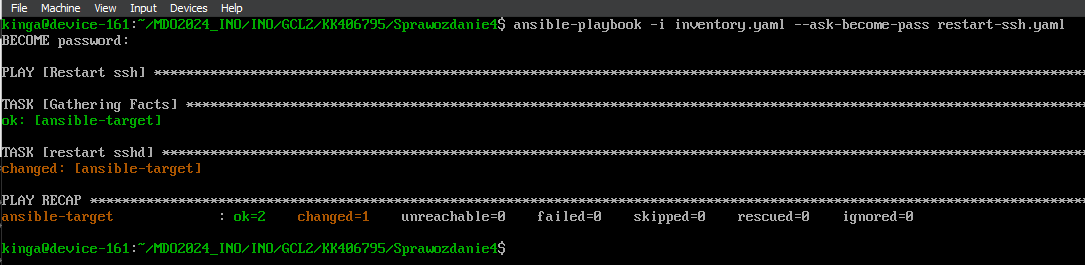 File Machine View Input Devices Help
kinga@device-161:~/MDO2024_INO/INO/GCL2/KK406795/Sprawozdanie4$ ansible-playbook -i inventory.yaml --ask-become-pass restart-ssh.yaml
BECOME password:
PLAY [Restart ssh] *********************************************************************************************************************
TASK [Gathering Facts] *****************************************************************************************************************
ok: [ansible-target]
TASK [restart sshd] ********************************************************************************************************************
changed: [ansible-target]
PLAY RECAP *****************************************************************************************************************************
ansible-target : ok=2 changed=1 unreachable=0 failed=0 skipped=0 rescued=0 ignored=0
kinga@device-161:~/MDO2024_INO/INO/GCL2/KK406795/Sprawozdanie4$